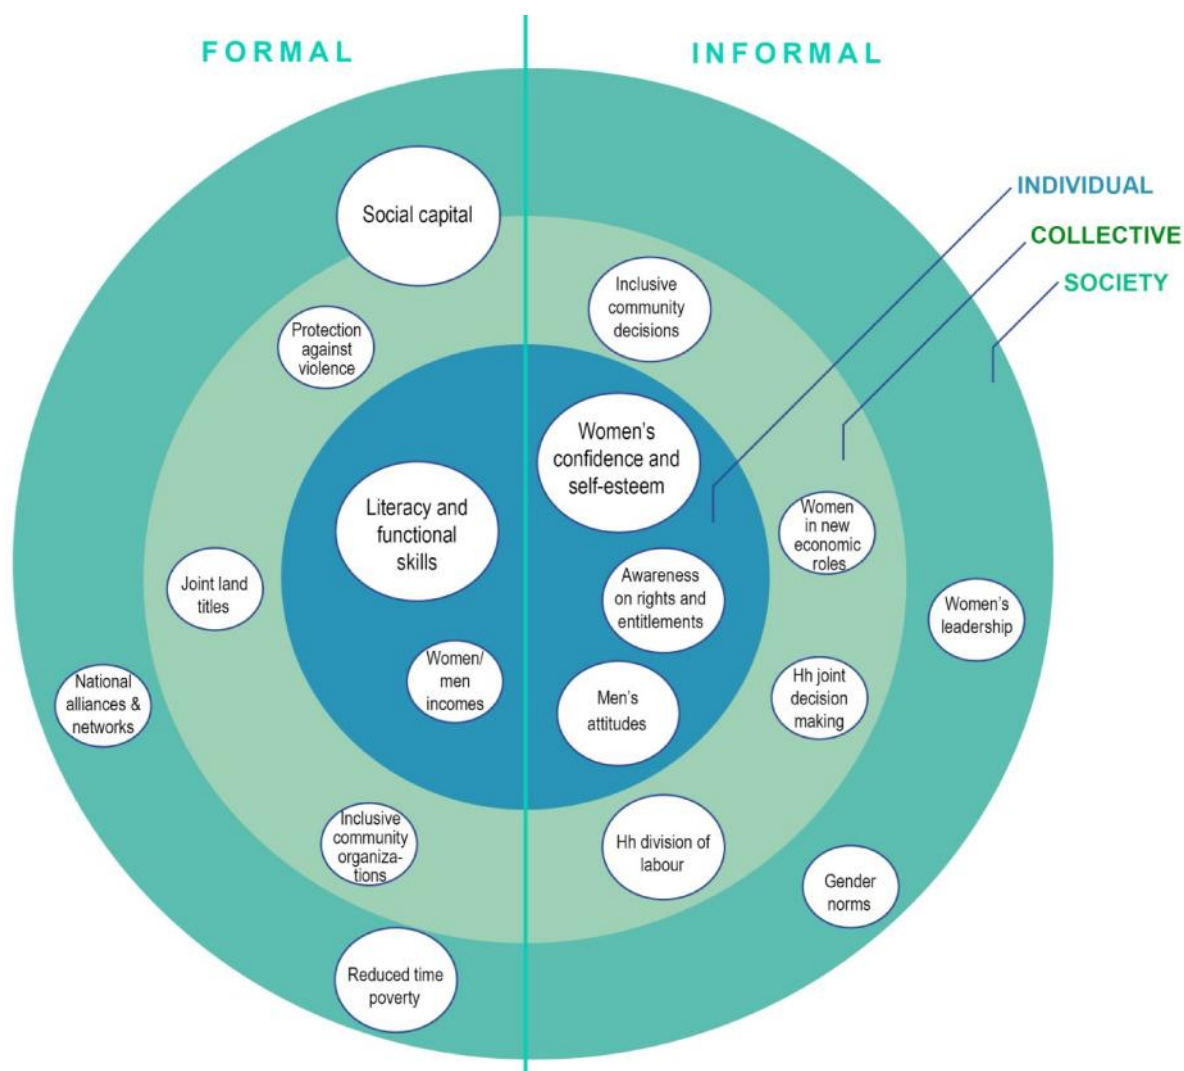 FORMAL
INFORMAL
INDIVIDUAL
COLLECTIVE
SOCIETY
Social capital
Protection
against
violence
Literacy and
functional
skills
Joint land
titles
Women/
men
incomes
National
alliances &
networks
Inclusive
community
organiza-
tions
Reduced time
poverty
Inclusive
community
decisions
Women's
confidence and
self-esteem
Women
in new
economic
roles
Awareness
on rights and
entitlements
Women's
leadership
Hh joint
decision
making
Men's
attitudes
Hh division of
labour
Gender
norms